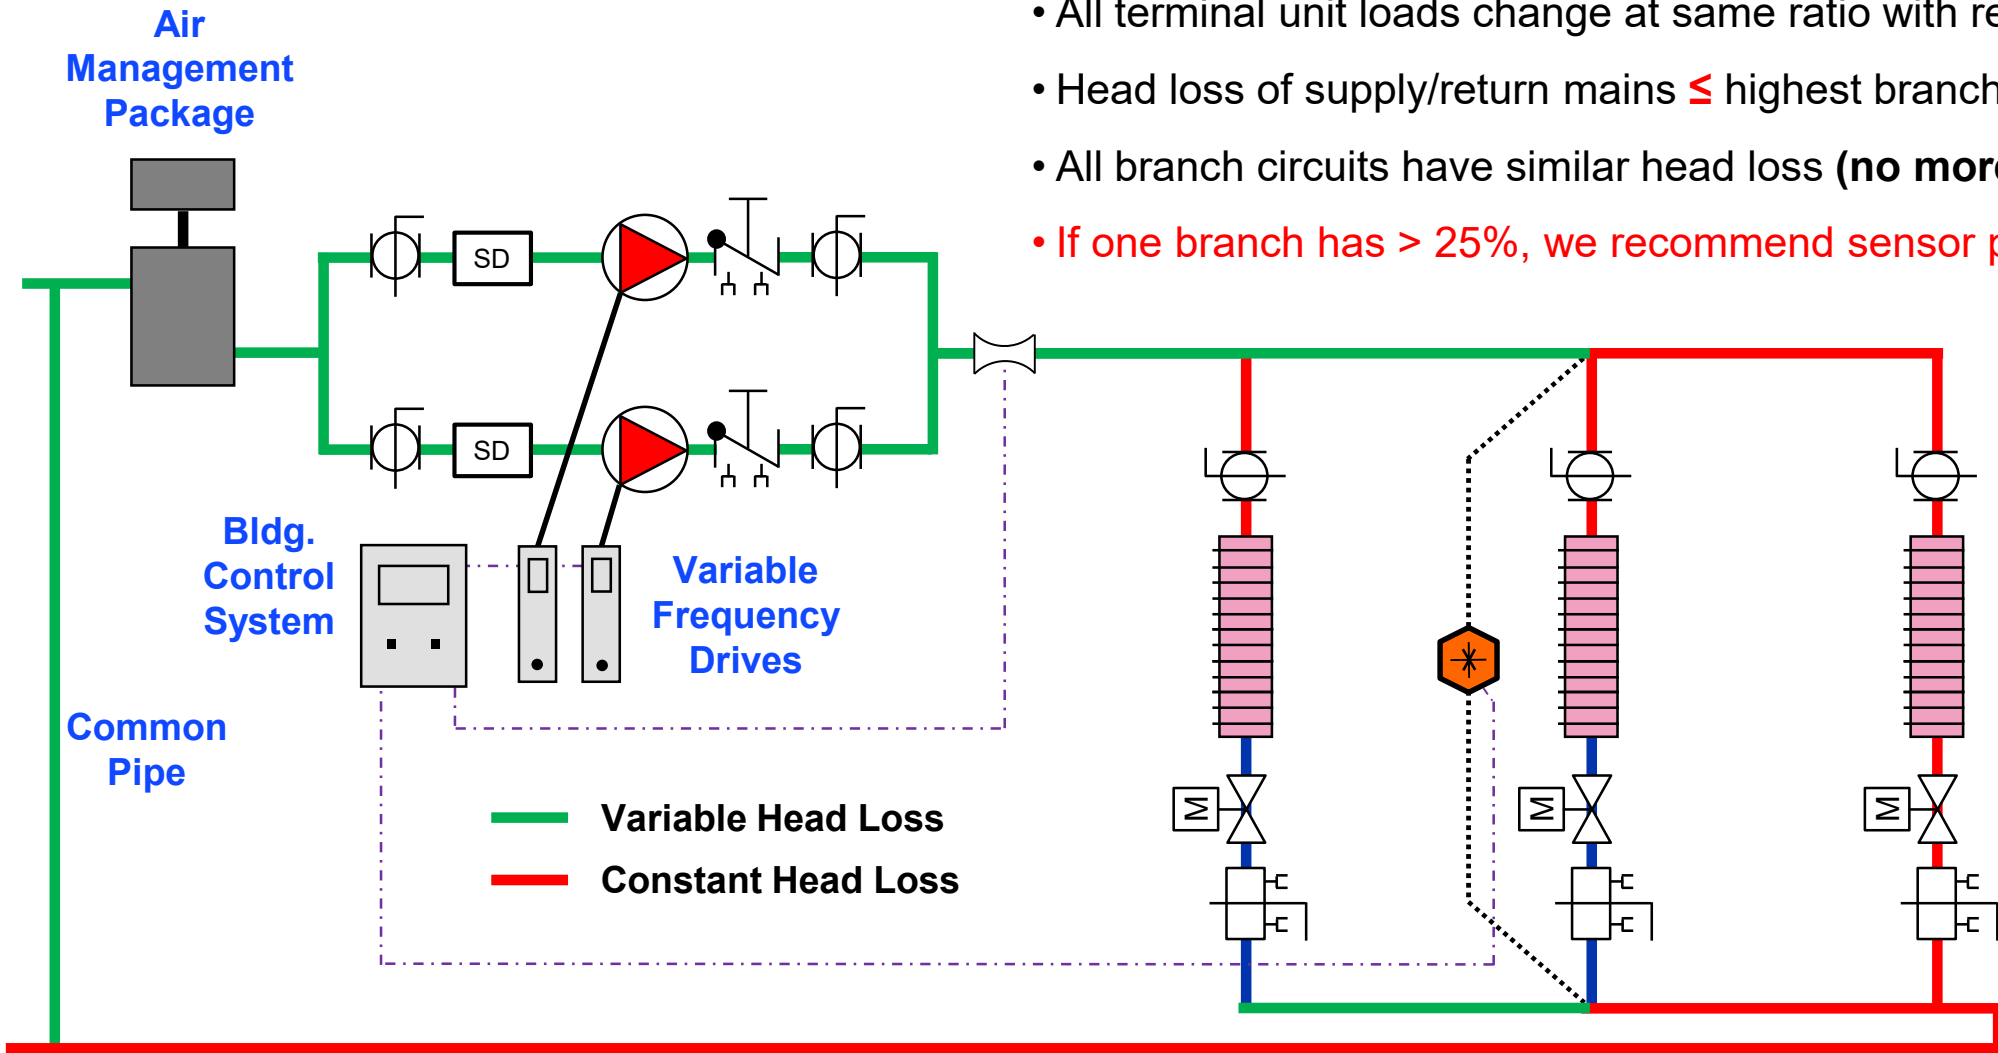 Air
Management
Package
• All terminal unit loads change at same ratio with
• Head loss of supply/return mains ≤ highest branch
• All branch circuits have similar head loss (no more
• If one branch has > 25%, we recommend sensor
SD
SD
Bldg.
Control
System
Variable
Frequency
Drives
Common
Pipe
M
M
M
Variable Head Loss
Constant Head Loss